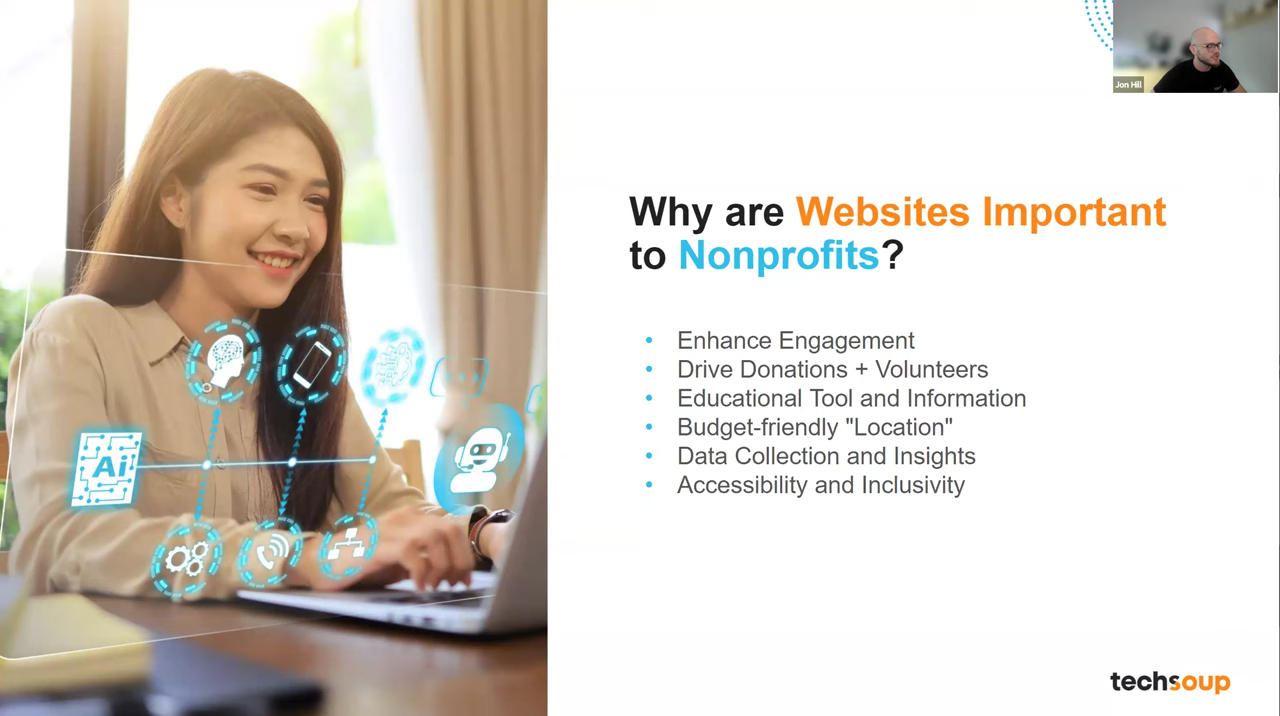 Jon Hill
Why are Websites Important
to Nonprofits?
• Enhance Engagement
• Drive Donations + Volunteers
• Educational Tool and Information
• Budget-friendly "Location"
• Data Collection and Insights
• Accessibility and Inclusivity
Ai
techsoup